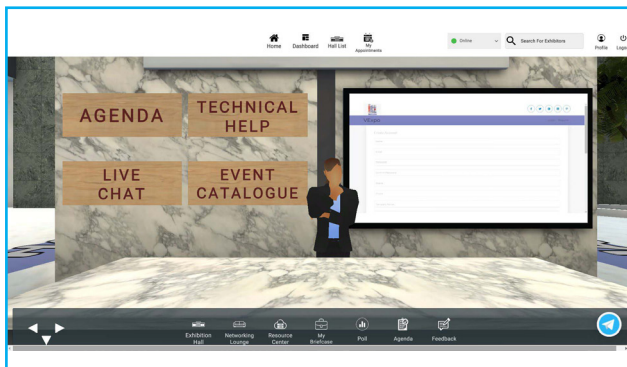 Home
Dashboard
Hall List
My
Appointments
Online
Search For Exhibitors
Profile
AGENDA
TECHNICAL
HELP
LIVE
CHAT
EVENT
CATALOGUE
Exhibition
Hall
Networking
Lounge
Resource
Center
My
Briefcase
Poll
Agenda
Feedback